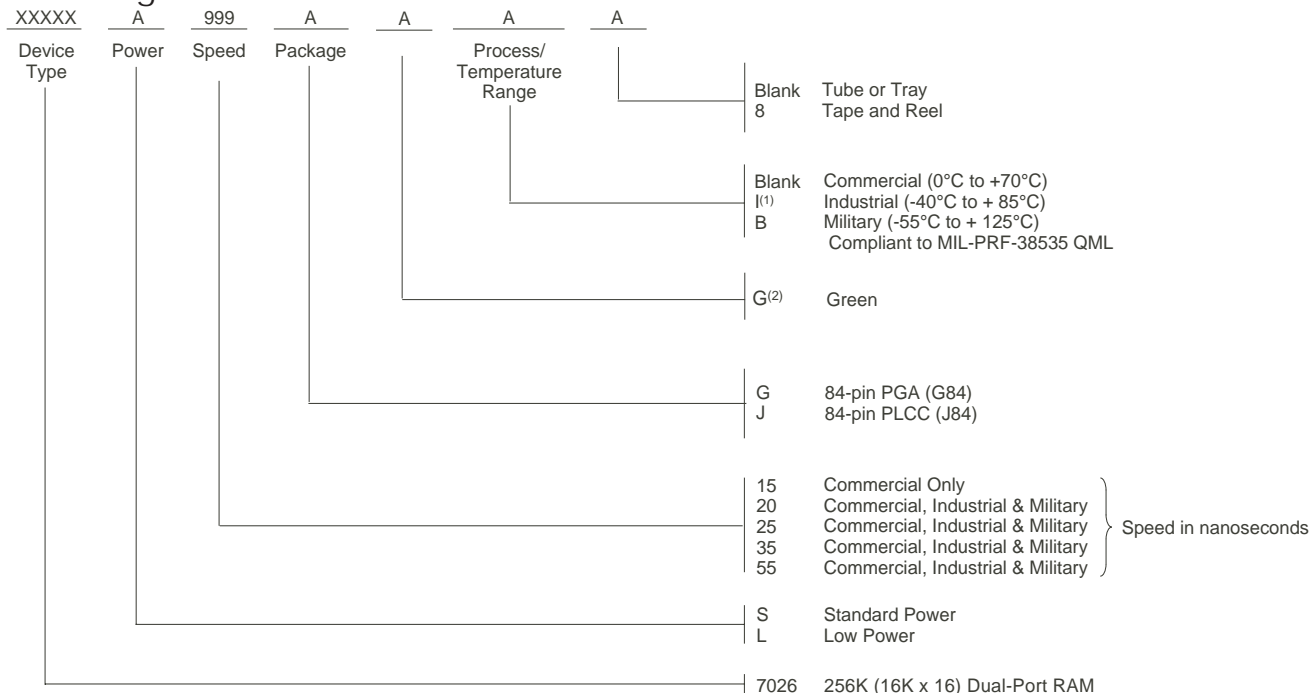 XXXXX A 999 A A A A
Device Type
Power
Speed
Package
Process/
Temperature
Range
Blank Tube or Tray
8 Tape and Reel
Blank Commercial (0°C to +70°C)
I(1) Industrial (-40°C to + 85°C)
B Military (-55°C to + 125°C)
Compliant to MIL-PRF-38535 QML
G(2) Green
G 84-pin PGA (G84)
J 84-pin PLCC (J84)
15 Commercial Only
20 Commercial, Industrial & Military
25 Commercial, Industrial & Military
35 Commercial, Industrial & Military
55 Commercial, Industrial & Military
Speed in nanoseconds
S Standard Power
L Low Power
7026 256K (16K x 16) Dual-Port RAM